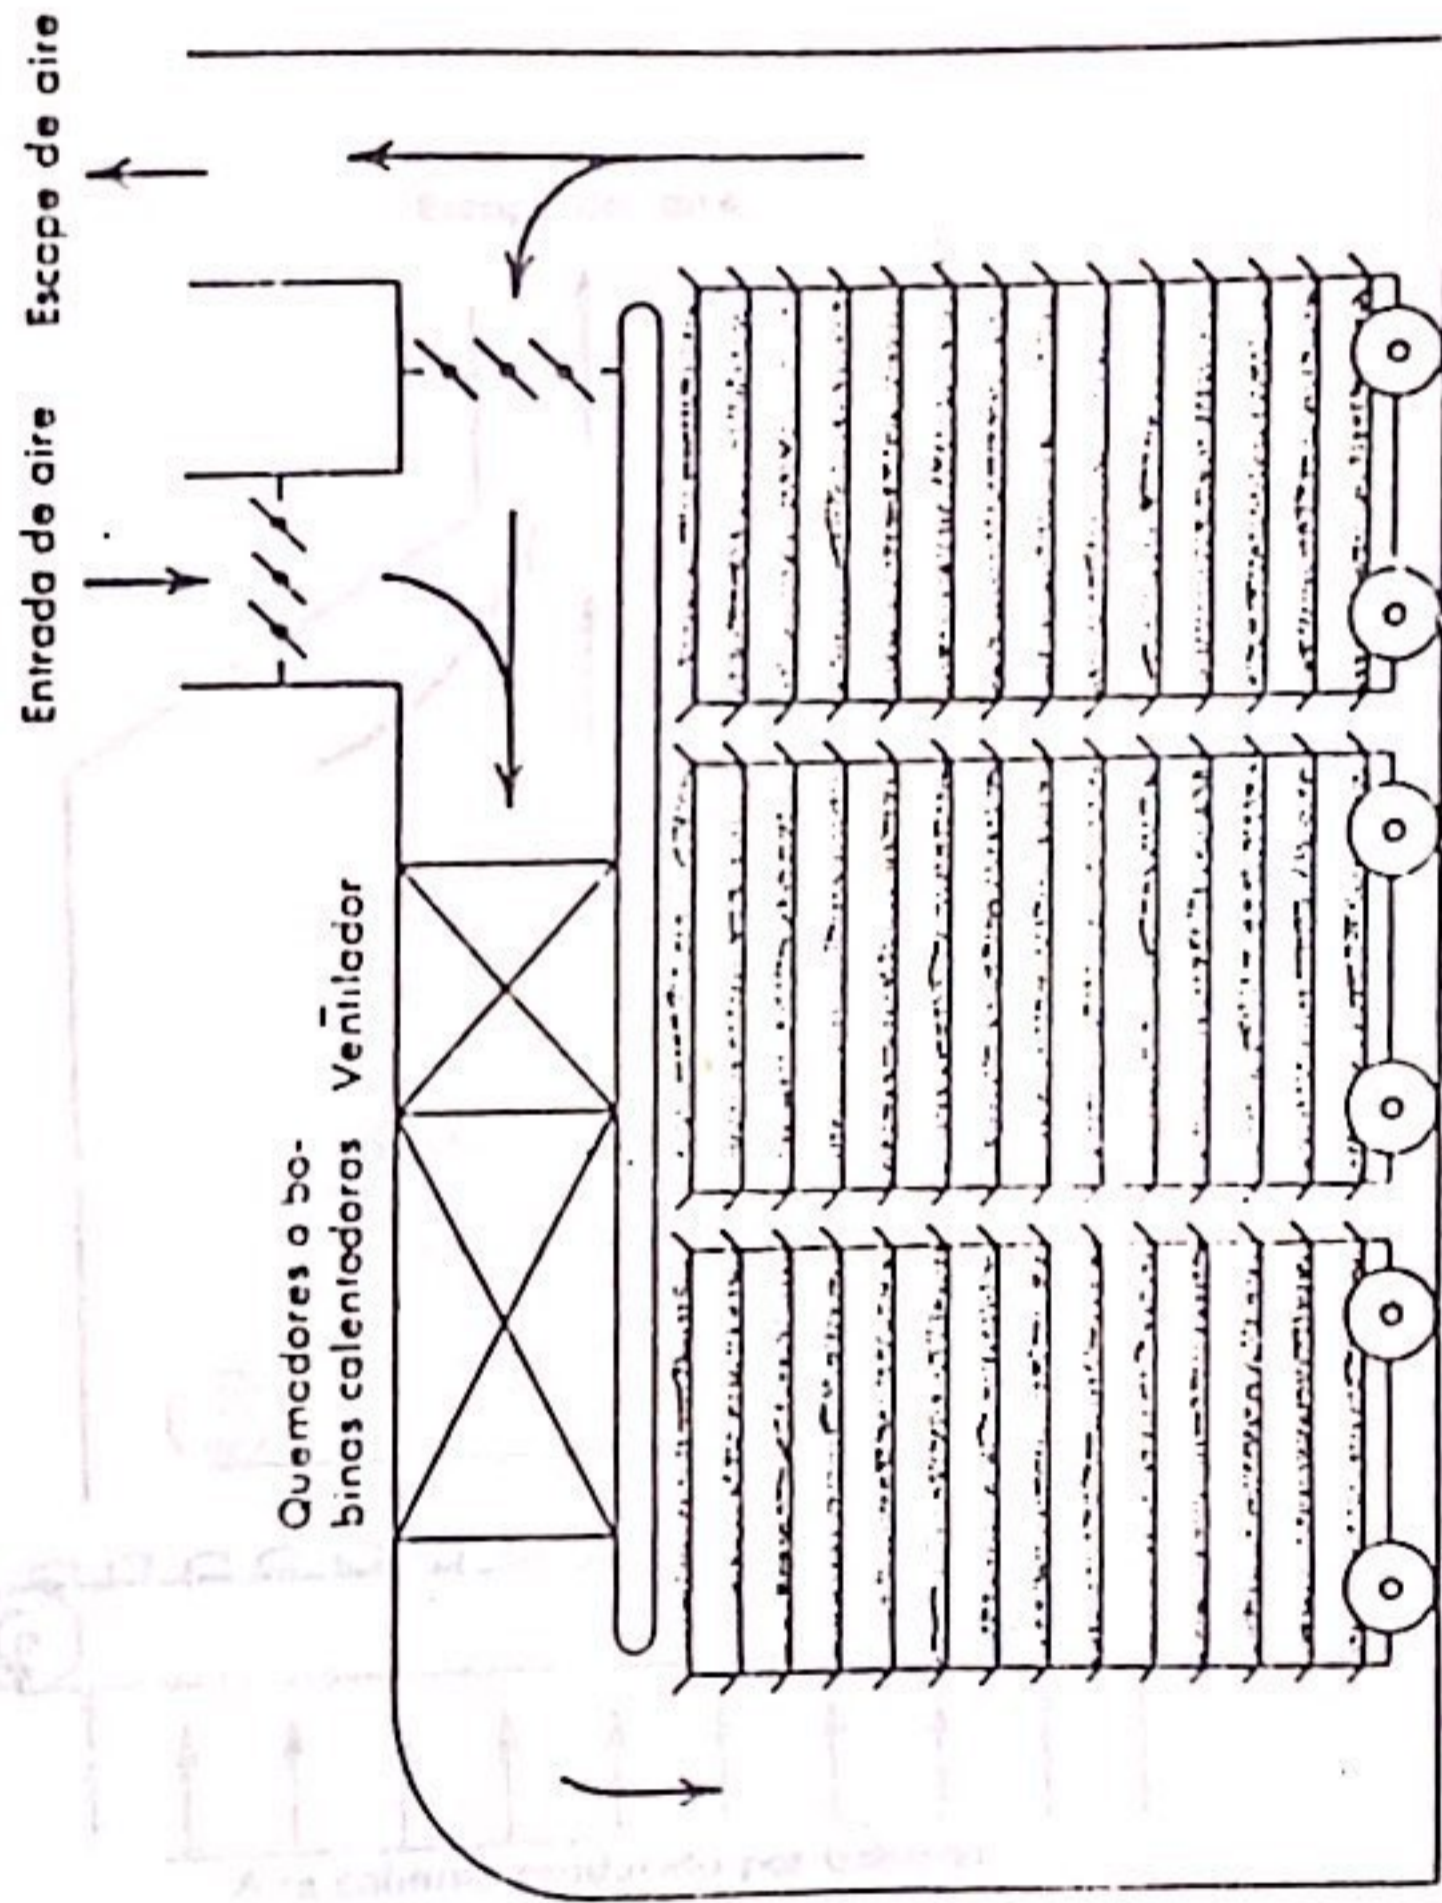 Entrada de aire
Escape de aire
Quemadores o bo-
binas calentadoras
Ventilador